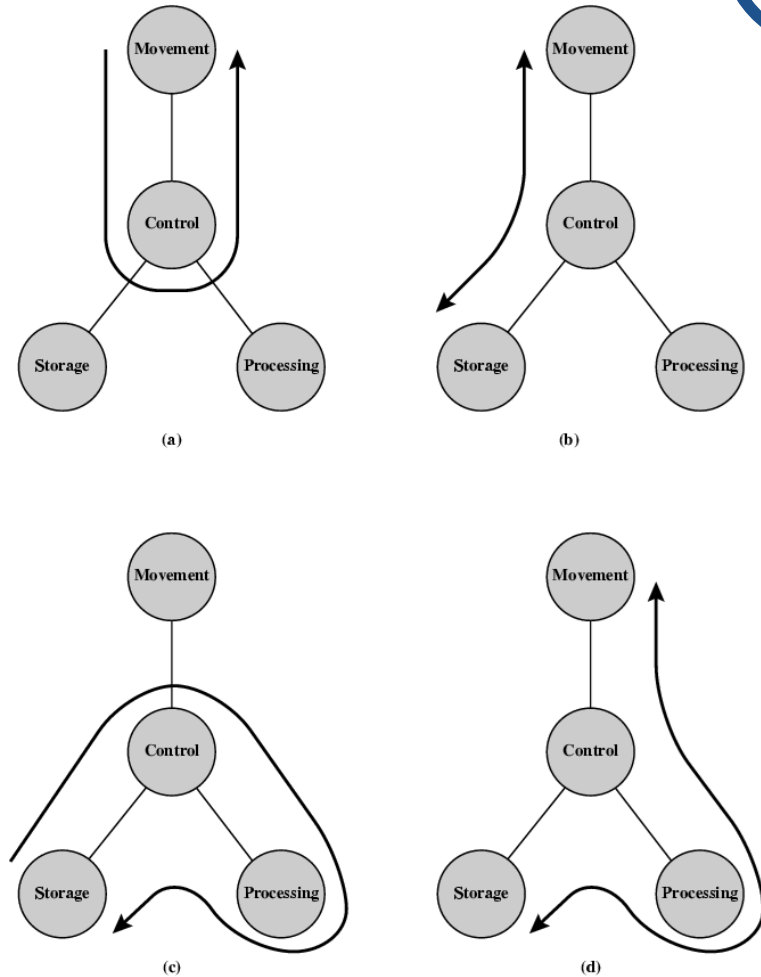 Movement
Movement
Control
Control
Storage
Processing
Storage
Processing
(a)
(b)
Movement
Movement
Control
Control
Storage
Processing
Storage
Processing
(c)
(d)